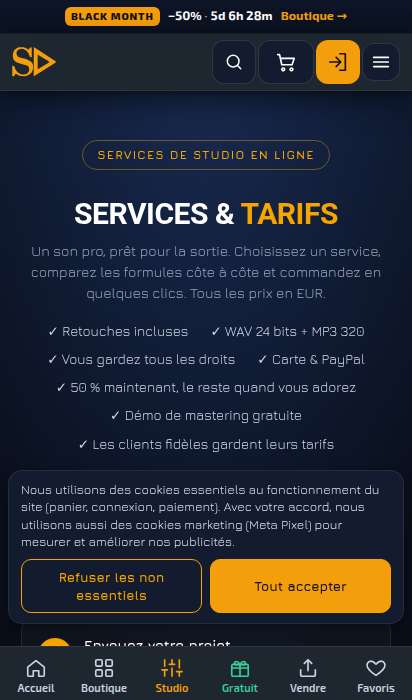 BLACK MONTH −50% · 5d 6h 28m Boutique →
SD
SERVICES DE STUDIO EN LIGNE
SERVICES & TARIFS
Un son pro, prêt pour la sortie. Choisissez un service,
comparez les formules côte à côte et commandez en
quelques clics. Tous les prix en EUR.
✓ Retouches incluses ✓ WAV 24 bits + MP3 320
✓ Vous gardez tous les droits ✓ Carte & PayPal
✓ 50 % maintenant, le reste quand vous adorez
✓ Démo de mastering gratuite
✓ Les clients fidèles gardent leurs tarifs
Nous utilisons des cookies essentiels au fonctionnement du
site (panier, connexion, paiement). Avec votre accord, nous
utilisons aussi des cookies marketing (Meta Pixel) pour
mesurer et améliorer nos publicités.
Refuser les non
essentiels
Tout accepter
Envoyez votre projet
Accueil Boutique Studio Gratuit Vendre Favoris